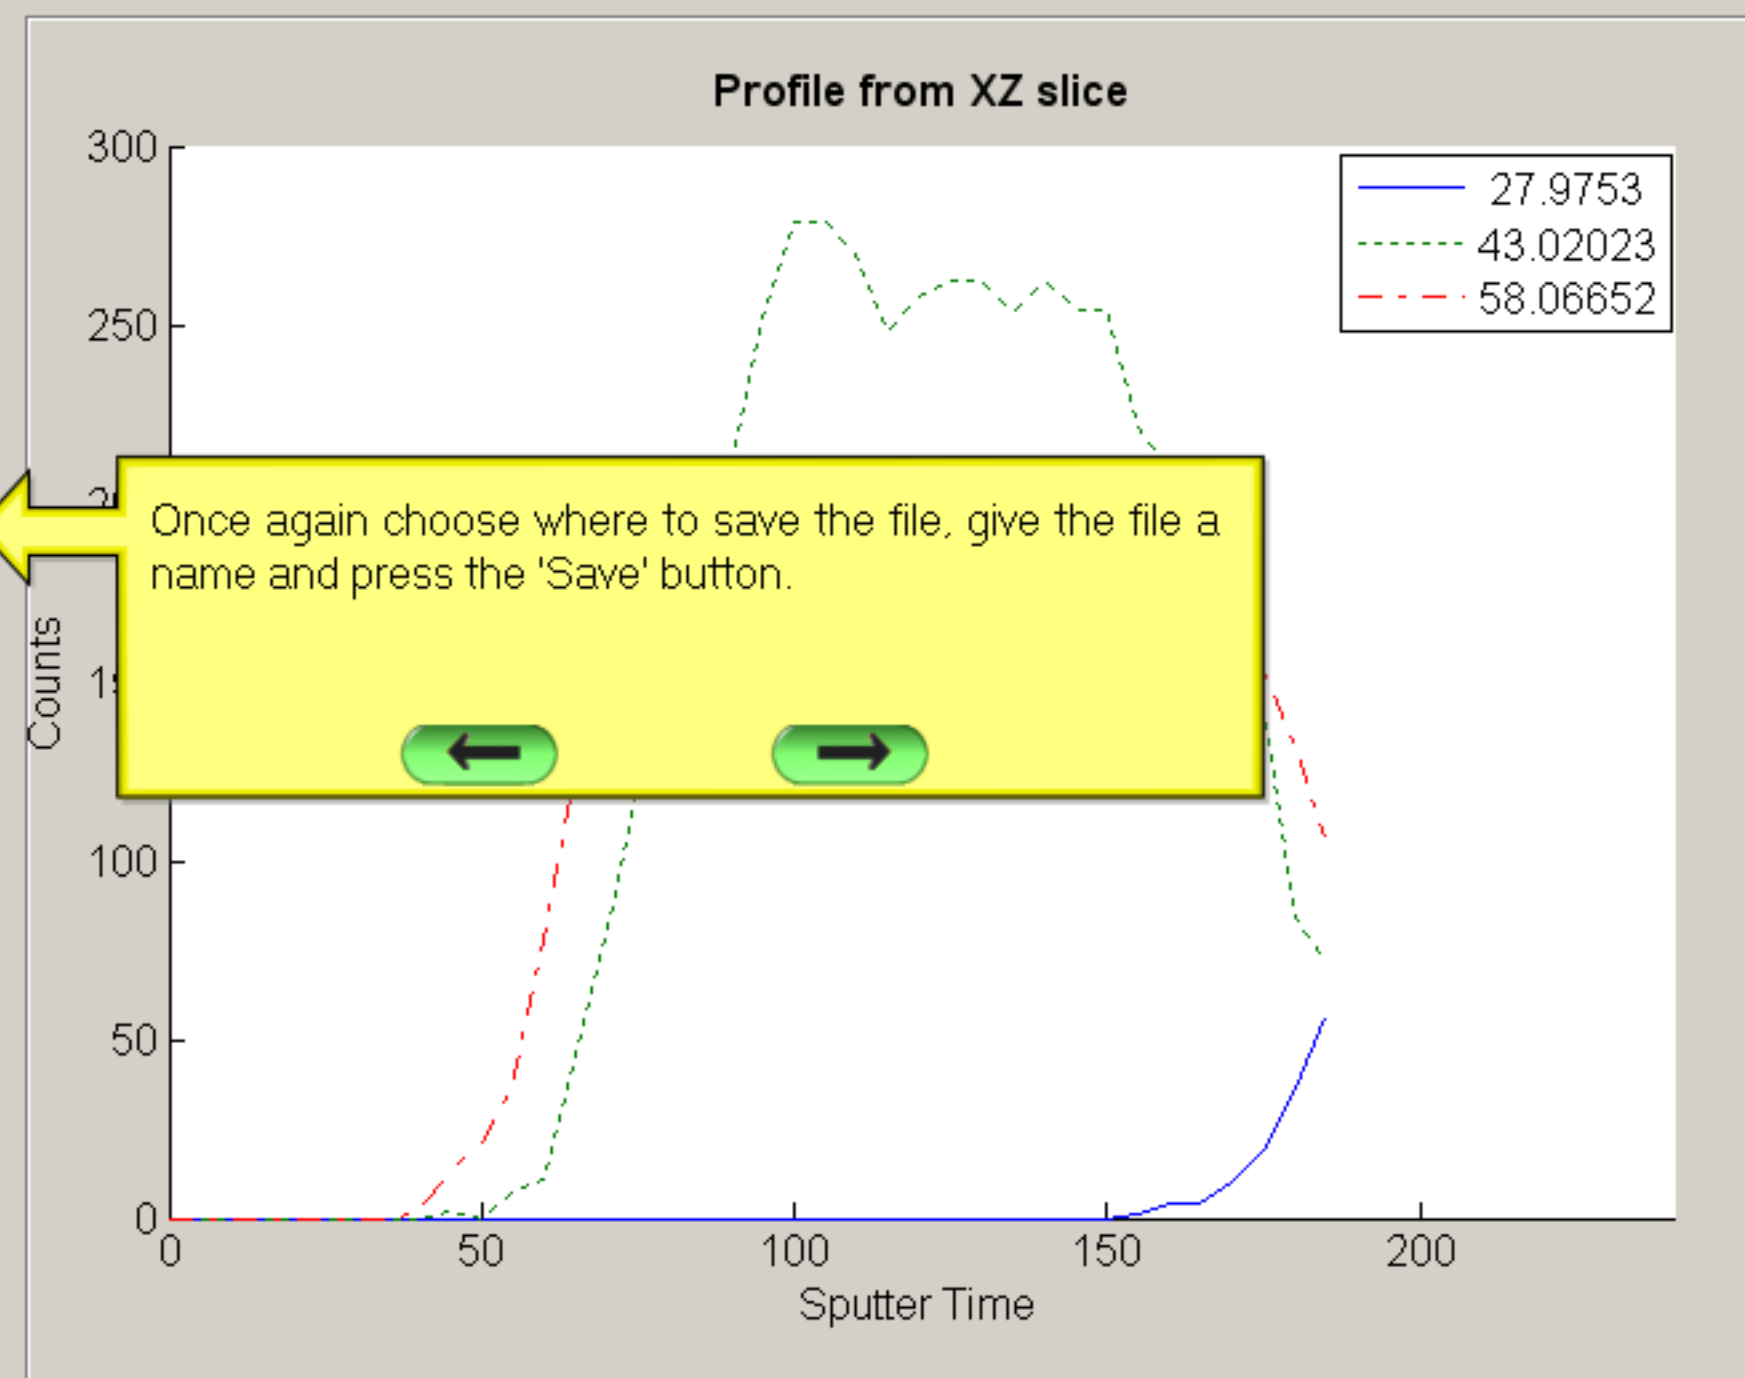 Profile from XZ slice
300
27.9753
43.02023
58.06652
250
Once again choose where to save the file, give the file a
name and press the 'Save' button.
Counts
100
50
0
0 50 100 150 200
Sputter Time